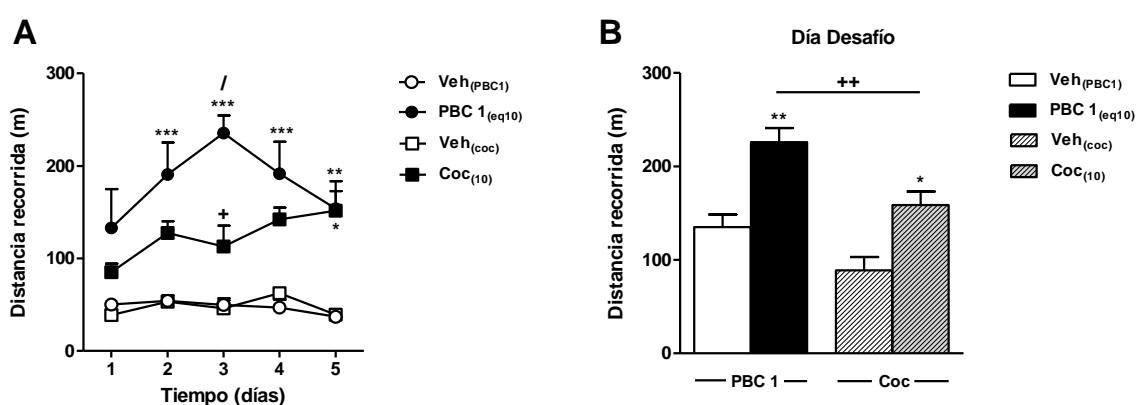 A
Distancia recorrida (m)
300
200
100
0
/
***
***
***
**
+
*
1 2 3 4 5
Tiempo (días)
Veh(PBC1)
PBC 1(eq10)
Veh(coc)
Coc(10)
B
Día Desafío
Distancia recorrida (m)
300
200
100
0
++
**
*
PBC 1 Coc
Veh(PBC1)
PBC 1(eq10)
Veh(coc)
Coc(10)